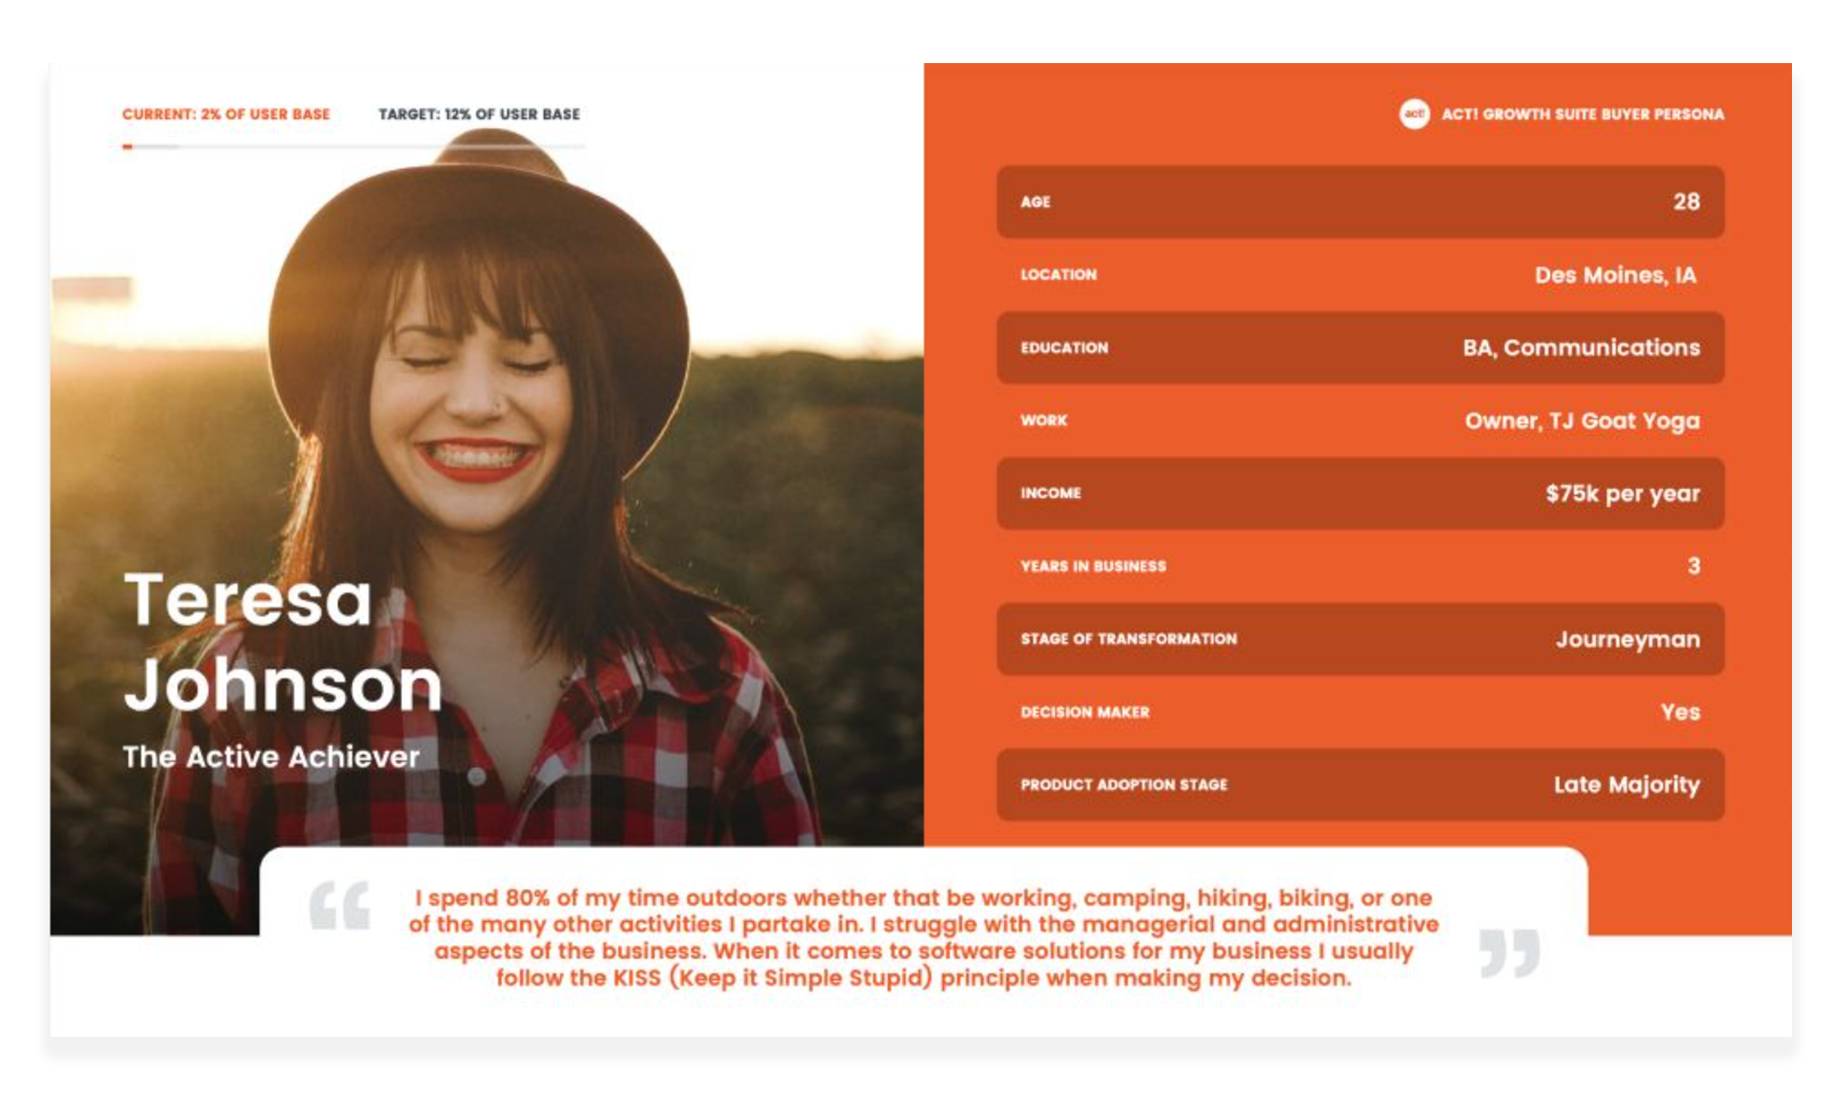 CURRENT: 2% OF USER BASE
TARGET: 12% OF USER BASE
Teresa
Johnson
The Active Achiever
act!
ACT! GROWTH SUITE BUYER PERSONA
AGE
28
LOCATION
Des Moines, IA
EDUCATION
BA, Communications
WORK
Owner, TJ Goat Yoga
INCOME
$75k per year
YEARS IN BUSINESS
3
STAGE OF TRANSFORMATION
Journeyman
DECISION MAKER
Yes
PRODUCT ADOPTION STAGE
Late Majority
“
I spend 80% of my time outdoors whether that be working, camping, hiking, biking, or one
of the many other activities I partake in. I struggle with the managerial and administrative
aspects of the business. When it comes to software solutions for my business I usually
follow the KISS (Keep it Simple Stupid) principle when making my decision.
”